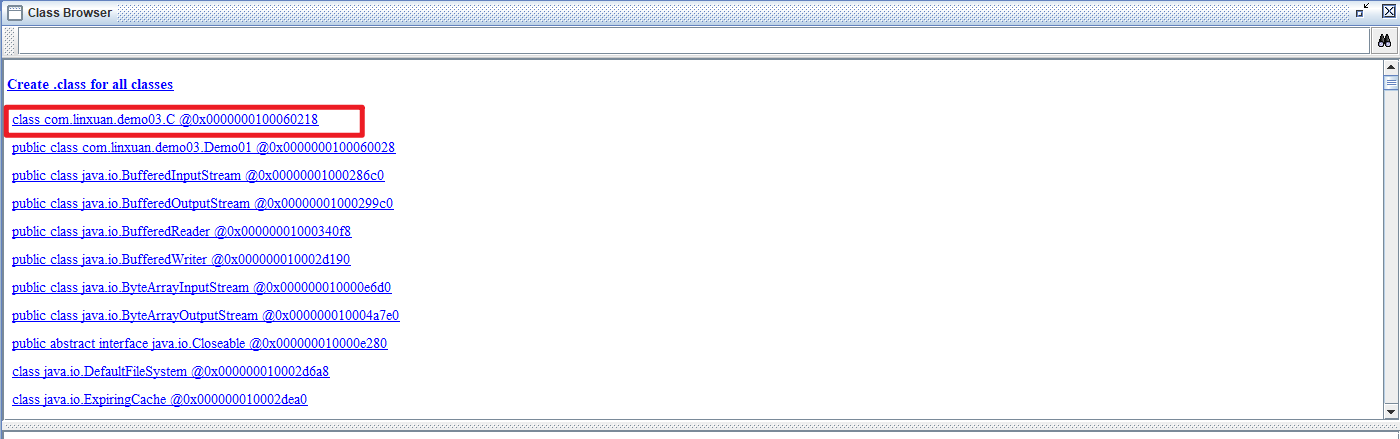 Class Browser
Create .class for all classes
class com.linxuan.demo03.C @0x0000000100060218
public class com.linxuan.demo03.Demo01 @0x0000000100060028
public class java.io.BufferedInputStream @0x00000001000286c0
public class java.io.BufferedOutputStream @0x00000001000299c0
public class java.io.BufferedReader @0x00000001000340f8
public class java.io.BufferedWriter @0x000000010002d190
public class java.io.ByteArrayInputStream @0x000000010000e6d0
public class java.io.ByteArrayOutputStream @0x000000010004a7e0
public abstract interface java.io.Closeable @0x000000010000e280
class java.io.DefaultFileSystem @0x000000010002d6a8
class java.io.ExpiringCache @0x000000010002dea0